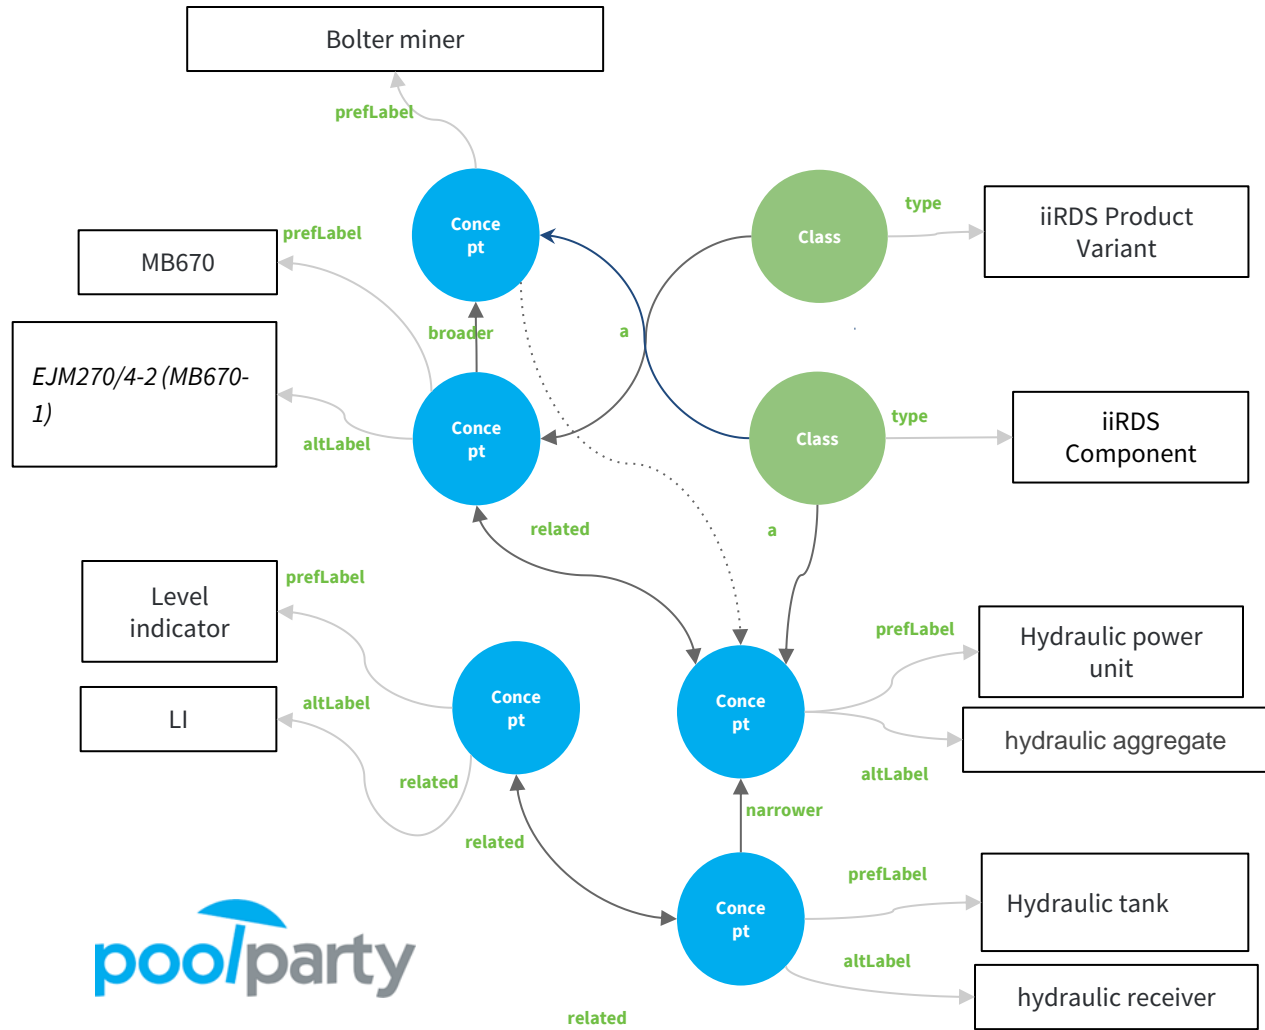 Bolter miner
prefLabel
Conce
pt
Class
type
iiRDS Product
Variant
prefLabel
MB670
broader
a
EJM270/4-2 (MB670-
1)
altLabel
Conce
pt
Class
type
iiRDS
Component
related
a
prefLabel
Level
indicator
altLabel
LI
Conce
pt
related
related
Conce
pt
prefLabel
Hydraulic power
unit
hydraulic aggregate
altLabel
narrower
Conce
pt
prefLabel
Hydraulic tank
altLabel
hydraulic receiver
poolparty
related